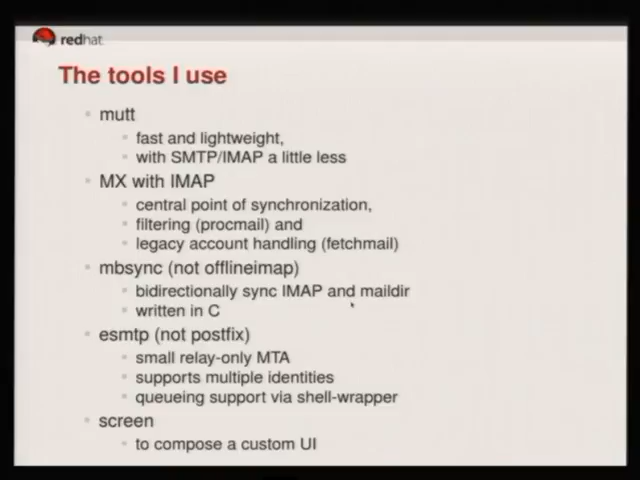 redhat
The tools I use
mutt
fast and lightweight,
with SMTP/IMAP a little less
MX with IMAP
central point of synchronization,
filtering (procmail) and
legacy account handling (fetchmail)
mbsync (not offlineimap)
bidirectionally sync IMAP and maildir
written in C
esmtp (not postfix)
small relay-only MTA
supports multiple identities
queueing support via shell-wrapper
screen
to compose a custom UI